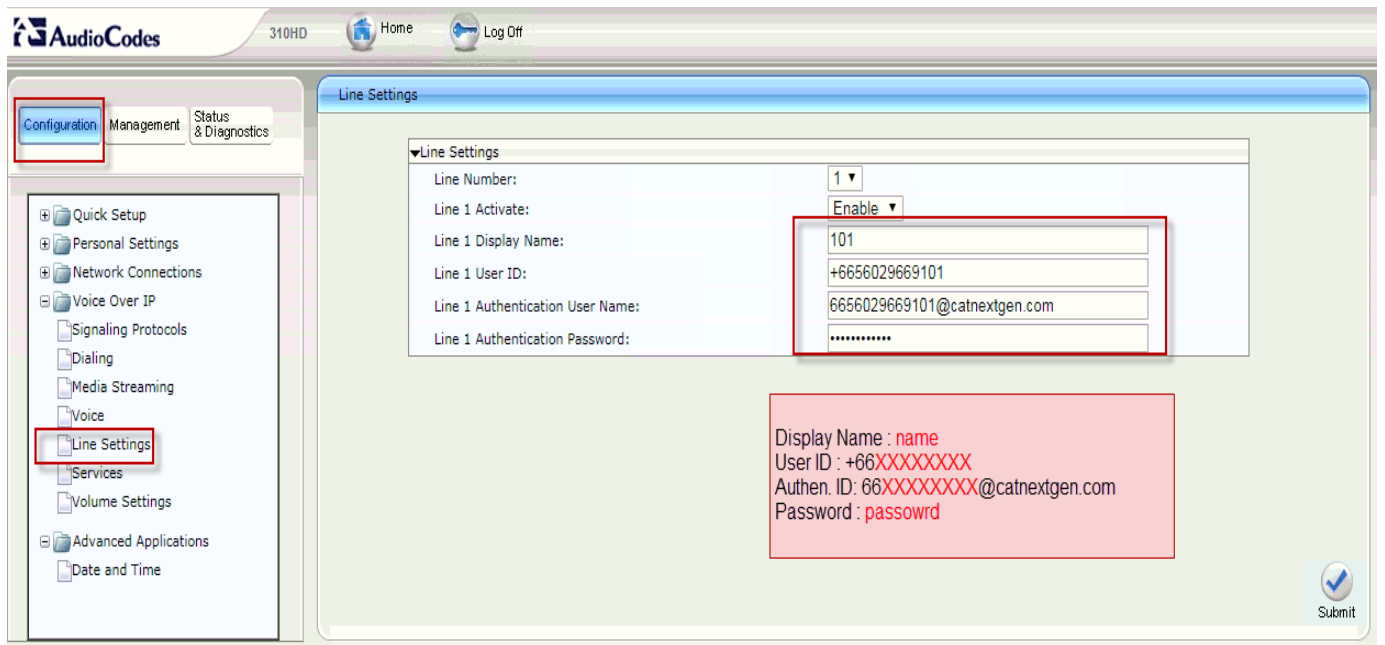 AudioCodes
310HD
Home
Log Off
Configuration
Management
Status
& Diagnostics
Quick Setup
Personal Settings
Network Connections
Voice Over IP
Signaling Protocols
Dialing
Media Streaming
Voice
Line Settings
Services
Volume Settings
Advanced Applications
Date and Time
Line Settings
Line Settings
Line Number: 1
Line 1 Activate: Enable
Line 1 Display Name: 101
Line 1 User ID: +6656029669101
Line 1 Authentication User Name: 6656029669101@catnextgen.com
Line 1 Authentication Password: ••••••••••••
Display Name : name
User ID : +66XXXXXXXX
Authen. ID: 66XXXXXXXX@catnextgen.com
Password : passowrd
Submit